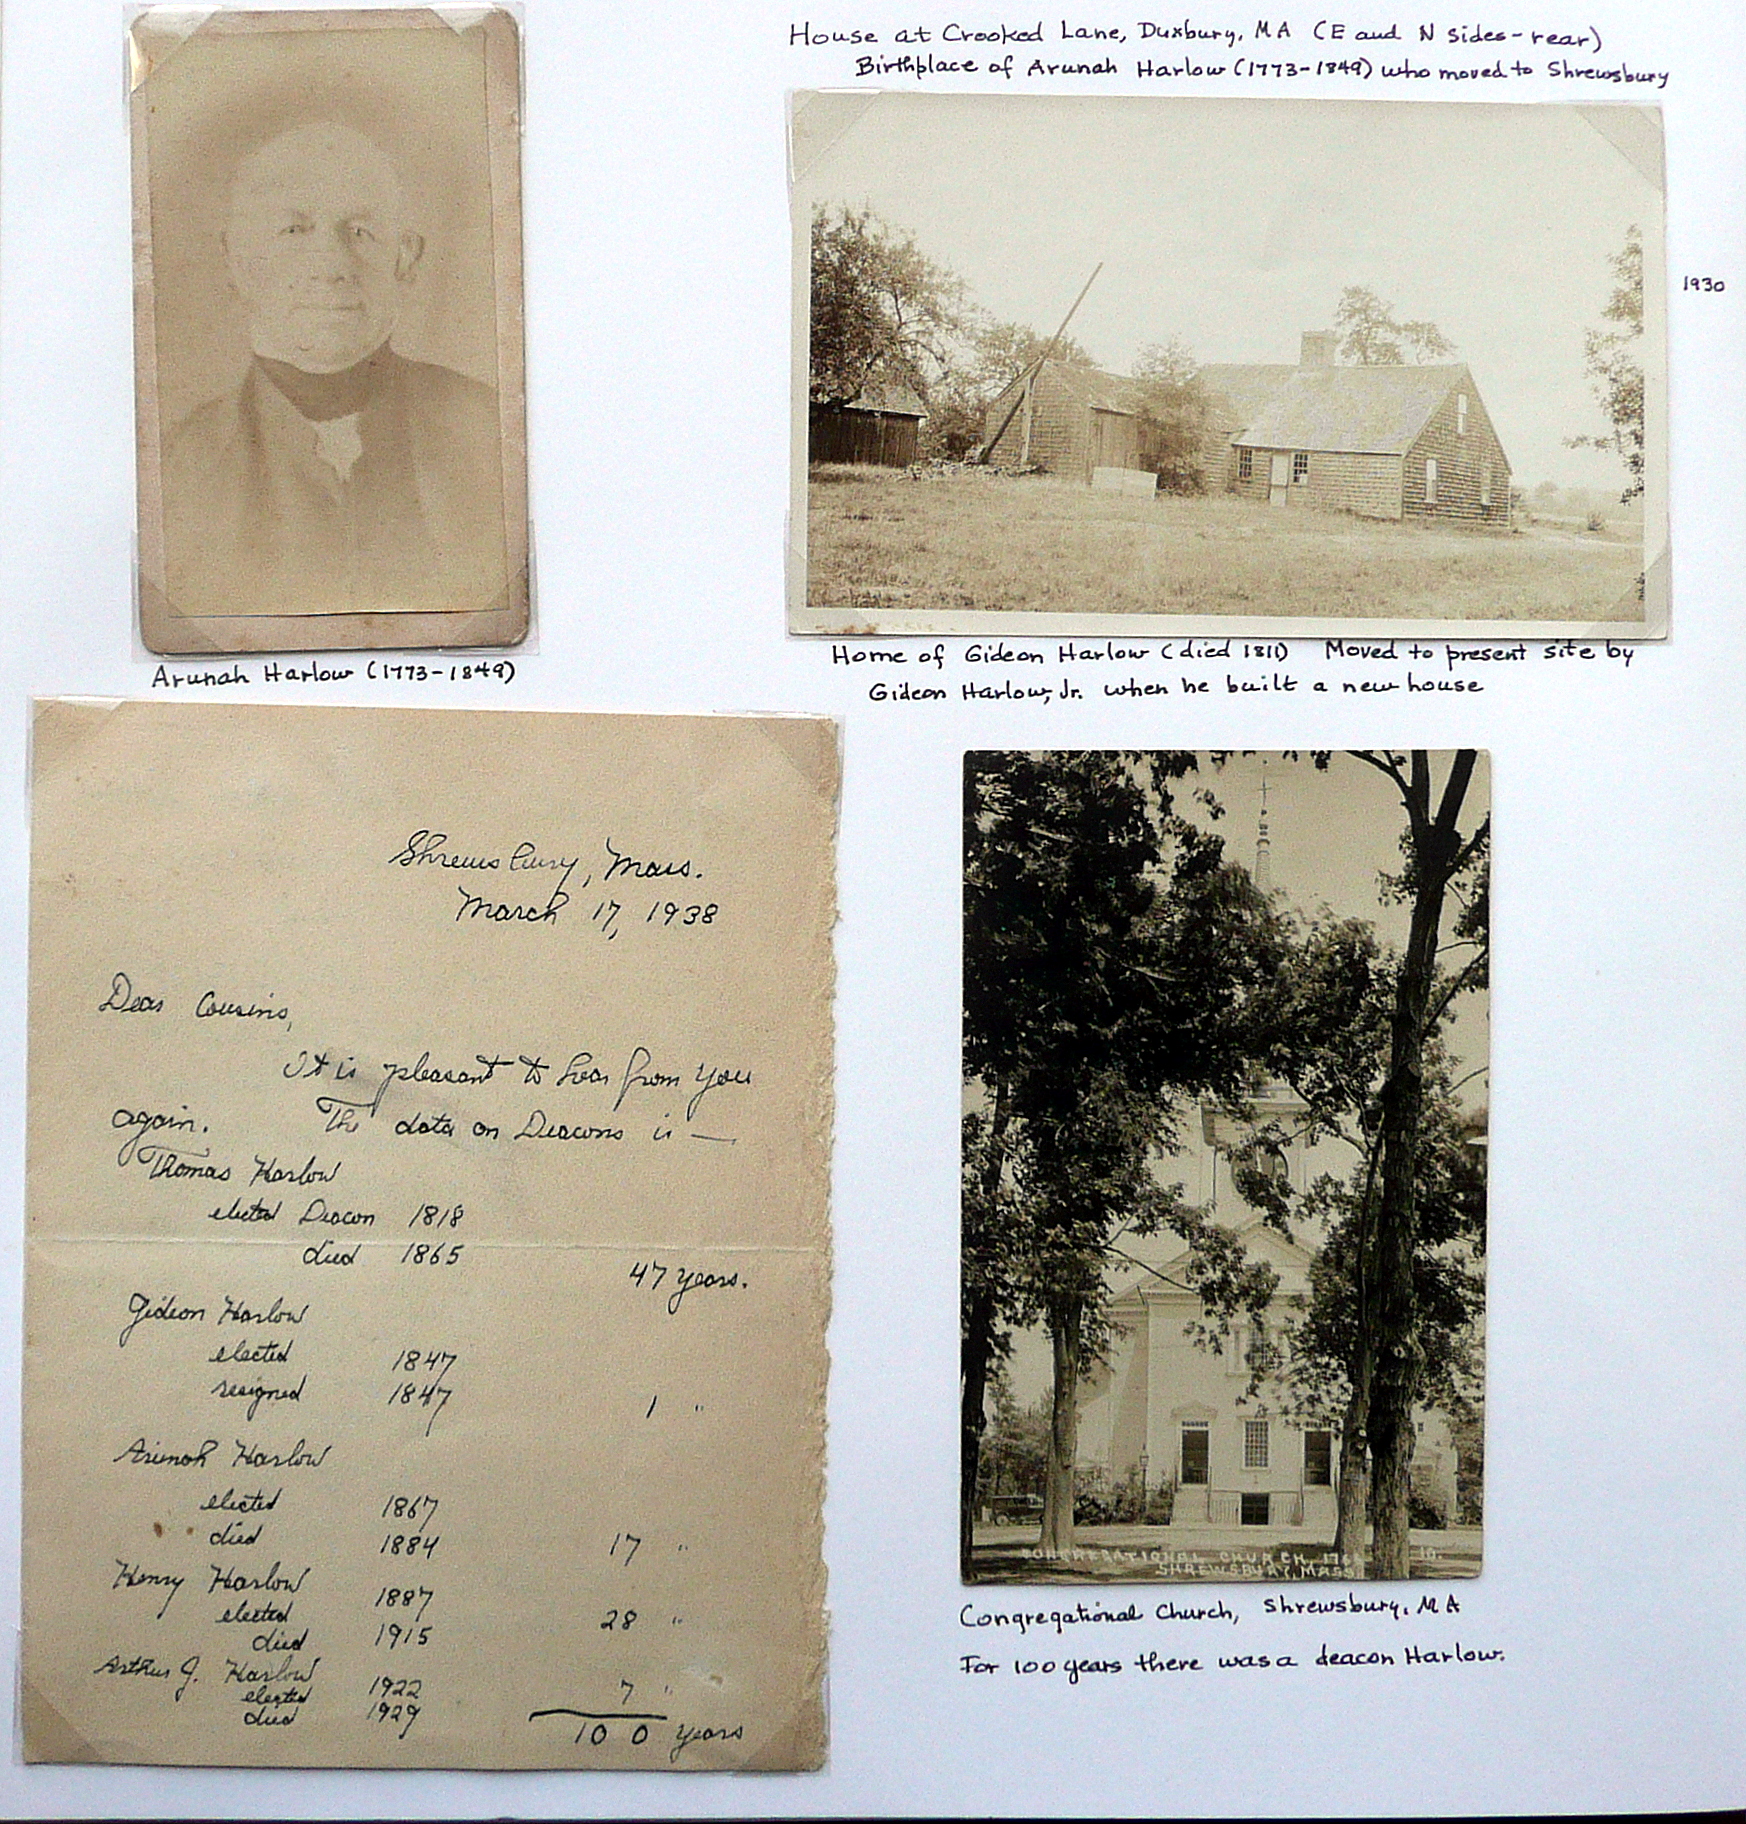 House at Crooked Lane, Duxbury, MA (E and N sides-rear)
Birthplace of Arunah Harlow (1773-1849) who moved to Shrewsbury
1930
Arunah Harlow (1773-1849)
Home of Gideon Harlow (died 1811) Moved to present site by
Gideon Harlow, Jr. when he built a new house
Shrewsbury, Mass.
March 17, 1938
Dear Cousins,
It is pleasant to hear from you
again. The data on Deacons is —
Thomas Harlow
elected Deacon 1818
died 1865
47 years.
Gideon Harlow
elected 1847
resigned 1847
1 "
Arunah Harlow
elected 1867
died 1884 17 "
Henry Harlow
elected 1887
died 1915 28 "
Arthur J. Harlow
elected 1922
died 1929 7 "
100 years
CONGREGATIONAL CHURCH, 176
SHREWSBURY, MASS.
Congregational Church, Shrewsbury, MA
For 100 years there was a deacon Harlow.